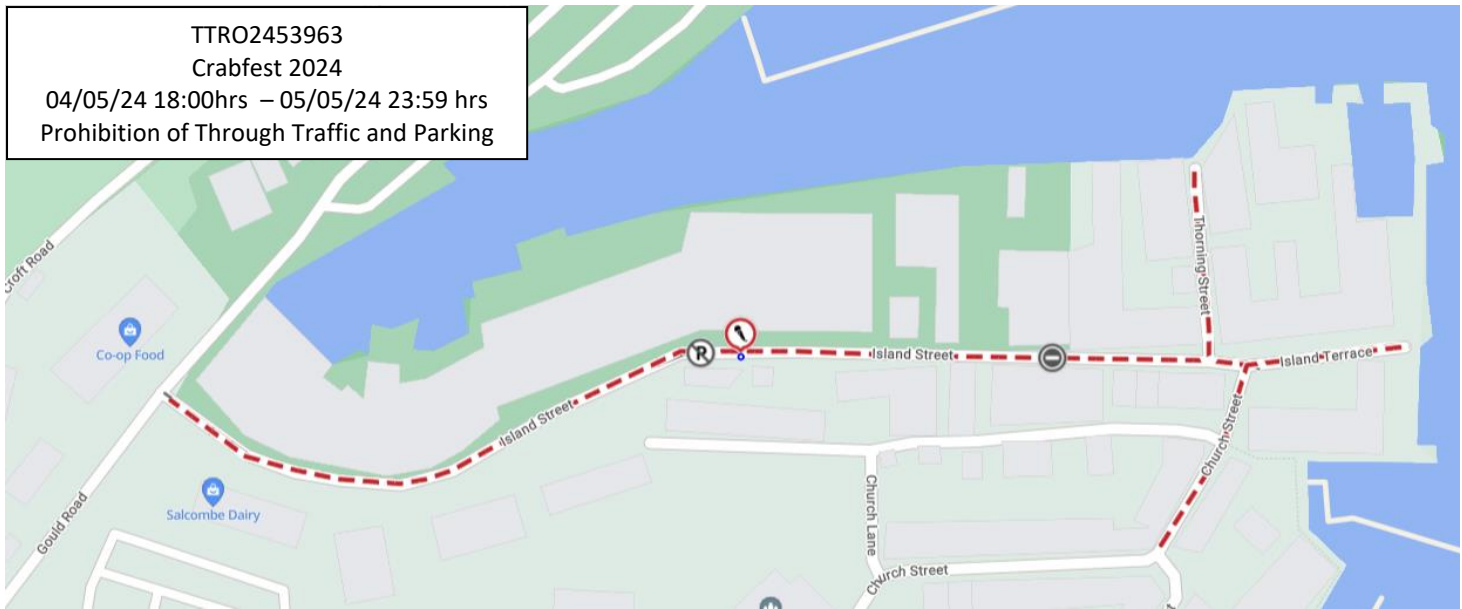 TTRO2453963
Crabfest 2024
04/05/24 18:00hrs – 05/05/24 23:59 hrs
Prohibition of Through Traffic and Parking
Croft Road
Thorning Street
Co-op Food
R
Island Street
Island Terrace
Island Street
Church Street
Salcombe Dairy
Gould Road
Church Lane
Church Street